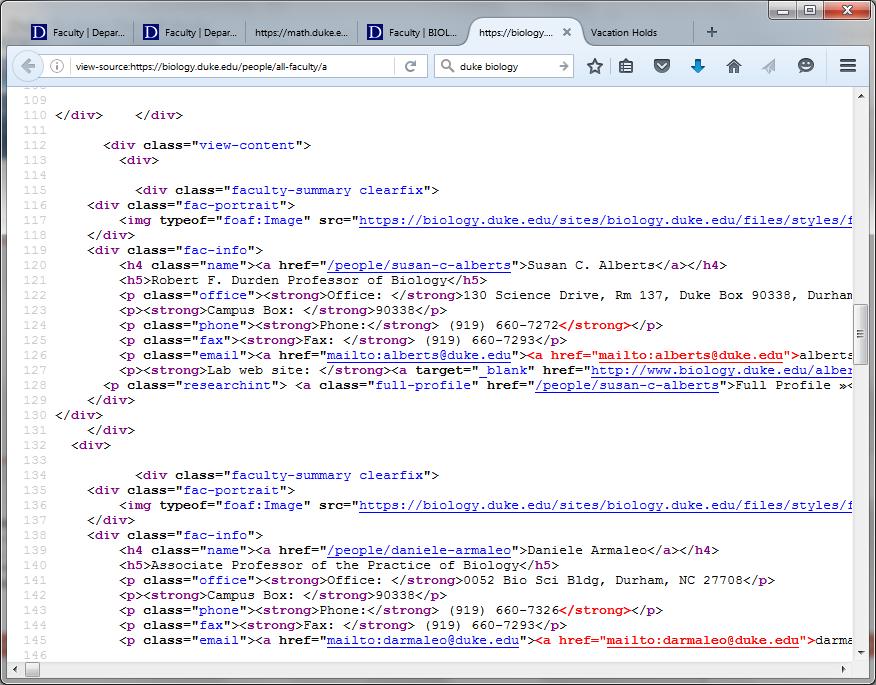 Faculty | Depar... Faculty | Depar... https://math.duke.e... Faculty | BIOL... https://biology.... Vacation Holds
view-source:https://biology.duke.edu/people/all-faculty/a duke biology
109
110 </div> </div>
111
112 <div class="view-content">
113 <div>
114
115 <div class="faculty-summary clearfix">
116 <div class="fac-portrait">
117 <img typeof="foaf:Image" src="https://biology.duke.edu/sites/biology.duke.edu/files/styles/f
118 </div>
119 <div class="fac-info">
120 <h4 class="name"><a href="/people/susan-c-alberts">Susan C. Alberts</a></h4>
121 <h5>Robert F. Durden Professor of Biology</h5>
122 <p class="office"><strong>Office: </strong>130 Science Drive, Rm 137, Duke Box 90338, Durham
123 <p><strong>Campus Box: </strong>90338</p>
124 <p class="phone"><strong>Phone:</strong> (919) 660-7272</strong></p>
125 <p class="fax"><strong>Fax: </strong> (919) 660-7293</p>
126 <p class="email"><a href="mailto:alberts@duke.edu"><a href="mailto:alberts@duke.edu">alberts
127 <p><strong>Lab web site: </strong><a target="_blank" href="http://www.biology.duke.edu/alber
128 <p class="researchint"> <a class="full-profile" href="/people/susan-c-alberts">Full Profile »<
129 </div>
130 </div>
131 </div>
132 <div>
133
134 <div class="faculty-summary clearfix">
135 <div class="fac-portrait">
136 <img typeof="foaf:Image" src="https://biology.duke.edu/sites/biology.duke.edu/files/styles/f
137 </div>
138 <div class="fac-info">
139 <h4 class="name"><a href="/people/daniele-armaleo">Daniele Armaleo</a></h4>
140 <h5>Associate Professor of the Practice of Biology</h5>
141 <p class="office"><strong>Office: </strong>0052 Bio Sci Bldg, Durham, NC 27708</p>
142 <p><strong>Campus Box: </strong>90338</p>
143 <p class="phone"><strong>Phone:</strong> (919) 660-7326</strong></p>
144 <p class="fax"><strong>Fax: </strong> (919) 660-7293</p>
145 <p class="email"><a href="mailto:darmaleo@duke.edu"><a href="mailto:darmaleo@duke.edu">darma
146